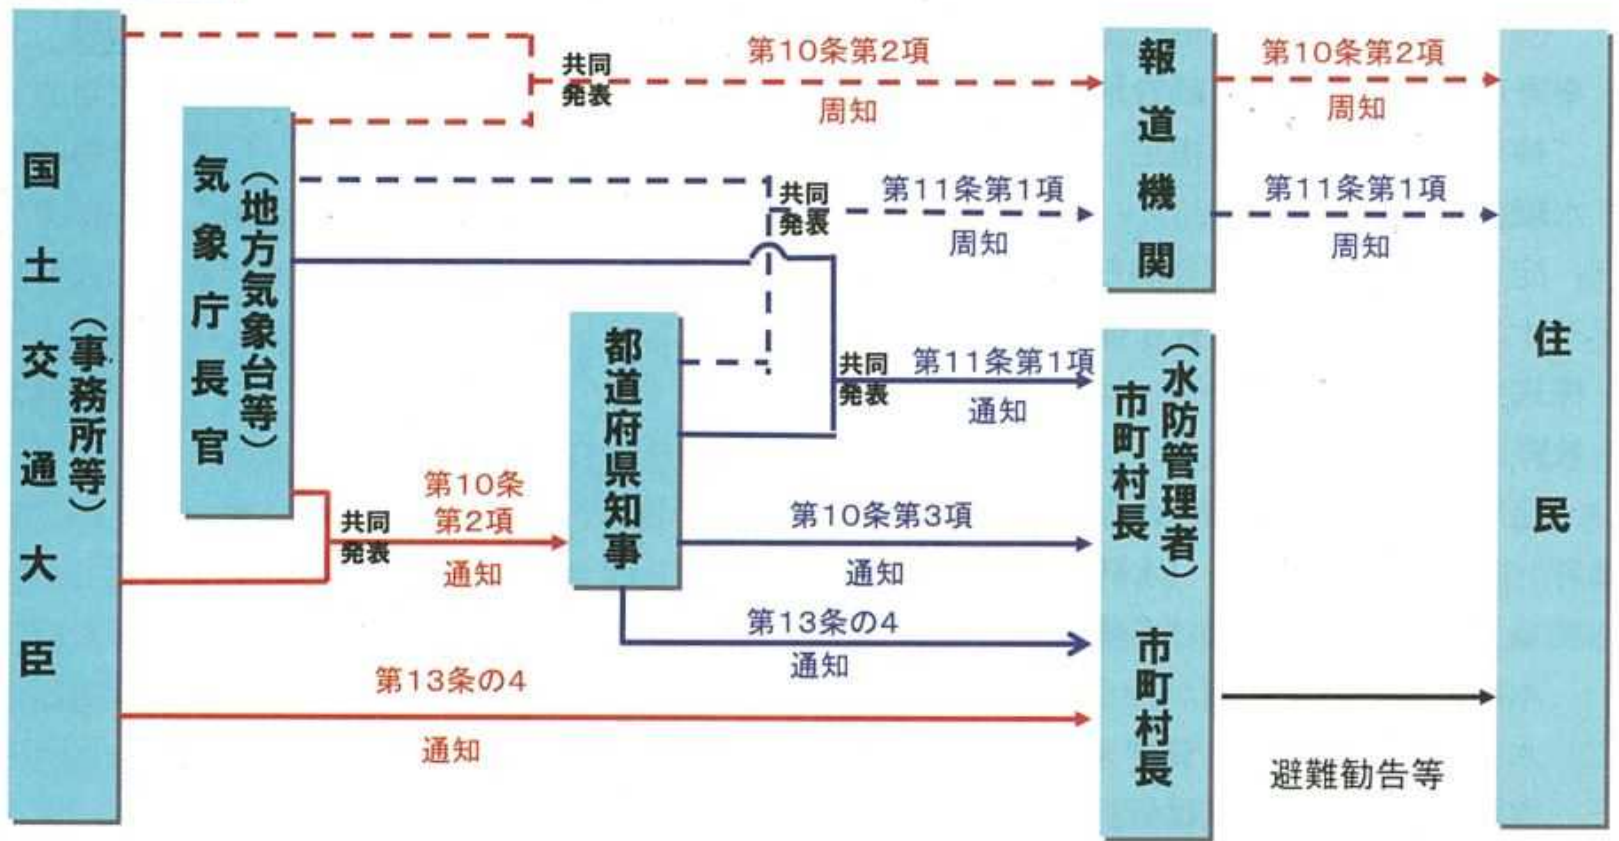 国土交通大臣
（事務所等）
気象庁長官
（地方気象台等）
共同
発表
第10条第2項
周知
共同
発表
第11条第1項
周知
報道機関
第10条第2項
周知
第11条第1項
周知
都道府県知事
共同
発表
第11条第1項
通知
共同
発表
第10条
第2項
通知
第10条第3項
通知
第13条の4
通知
第13条の4
通知
（水防管理者）
市町村長
市町村長
避難勧告等
住民